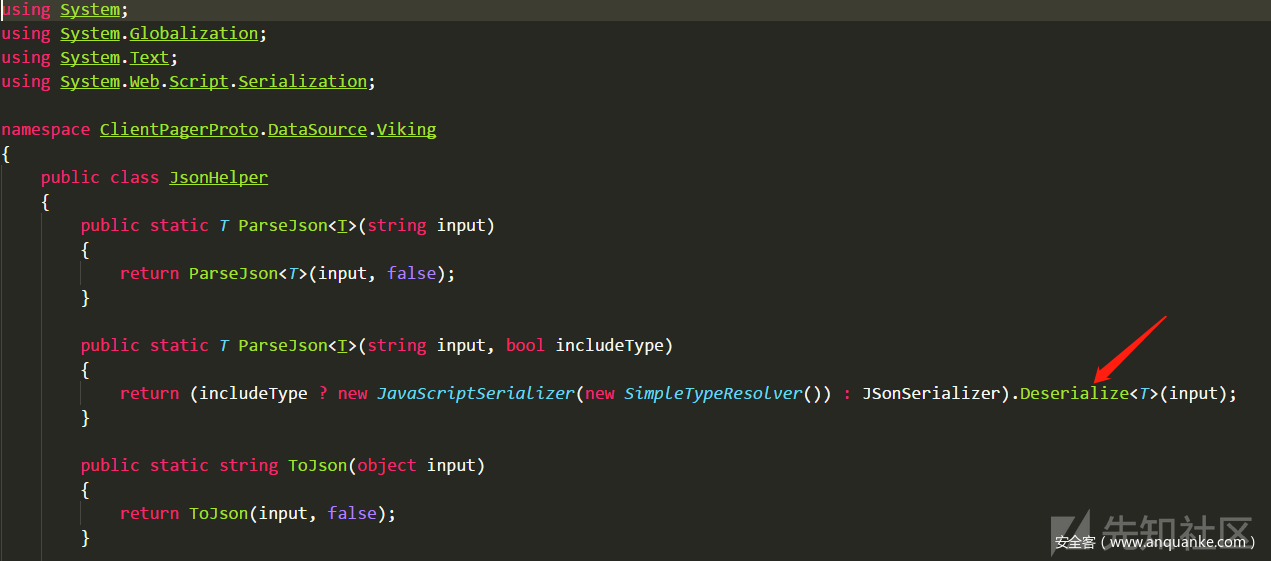 using System;
using System.Globalization;
using System.Text;
using System.Web.Script.Serialization;
namespace ClientPagerProto.DataSource.Viking
{
public class JsonHelper
{
public static T ParseJson<T>(string input)
{
return ParseJson<T>(input, false);
}
public static T ParseJson<T>(string input, bool includeType)
{
return (includeType ? new JavaScriptSerializer(new SimpleTypeResolver()) : JSonSerializer).Deserialize<T>(input);
}
public static string ToJson(object input)
{
return ToJson(input, false);
}
先知社区
安全客（www.anquanke.com）